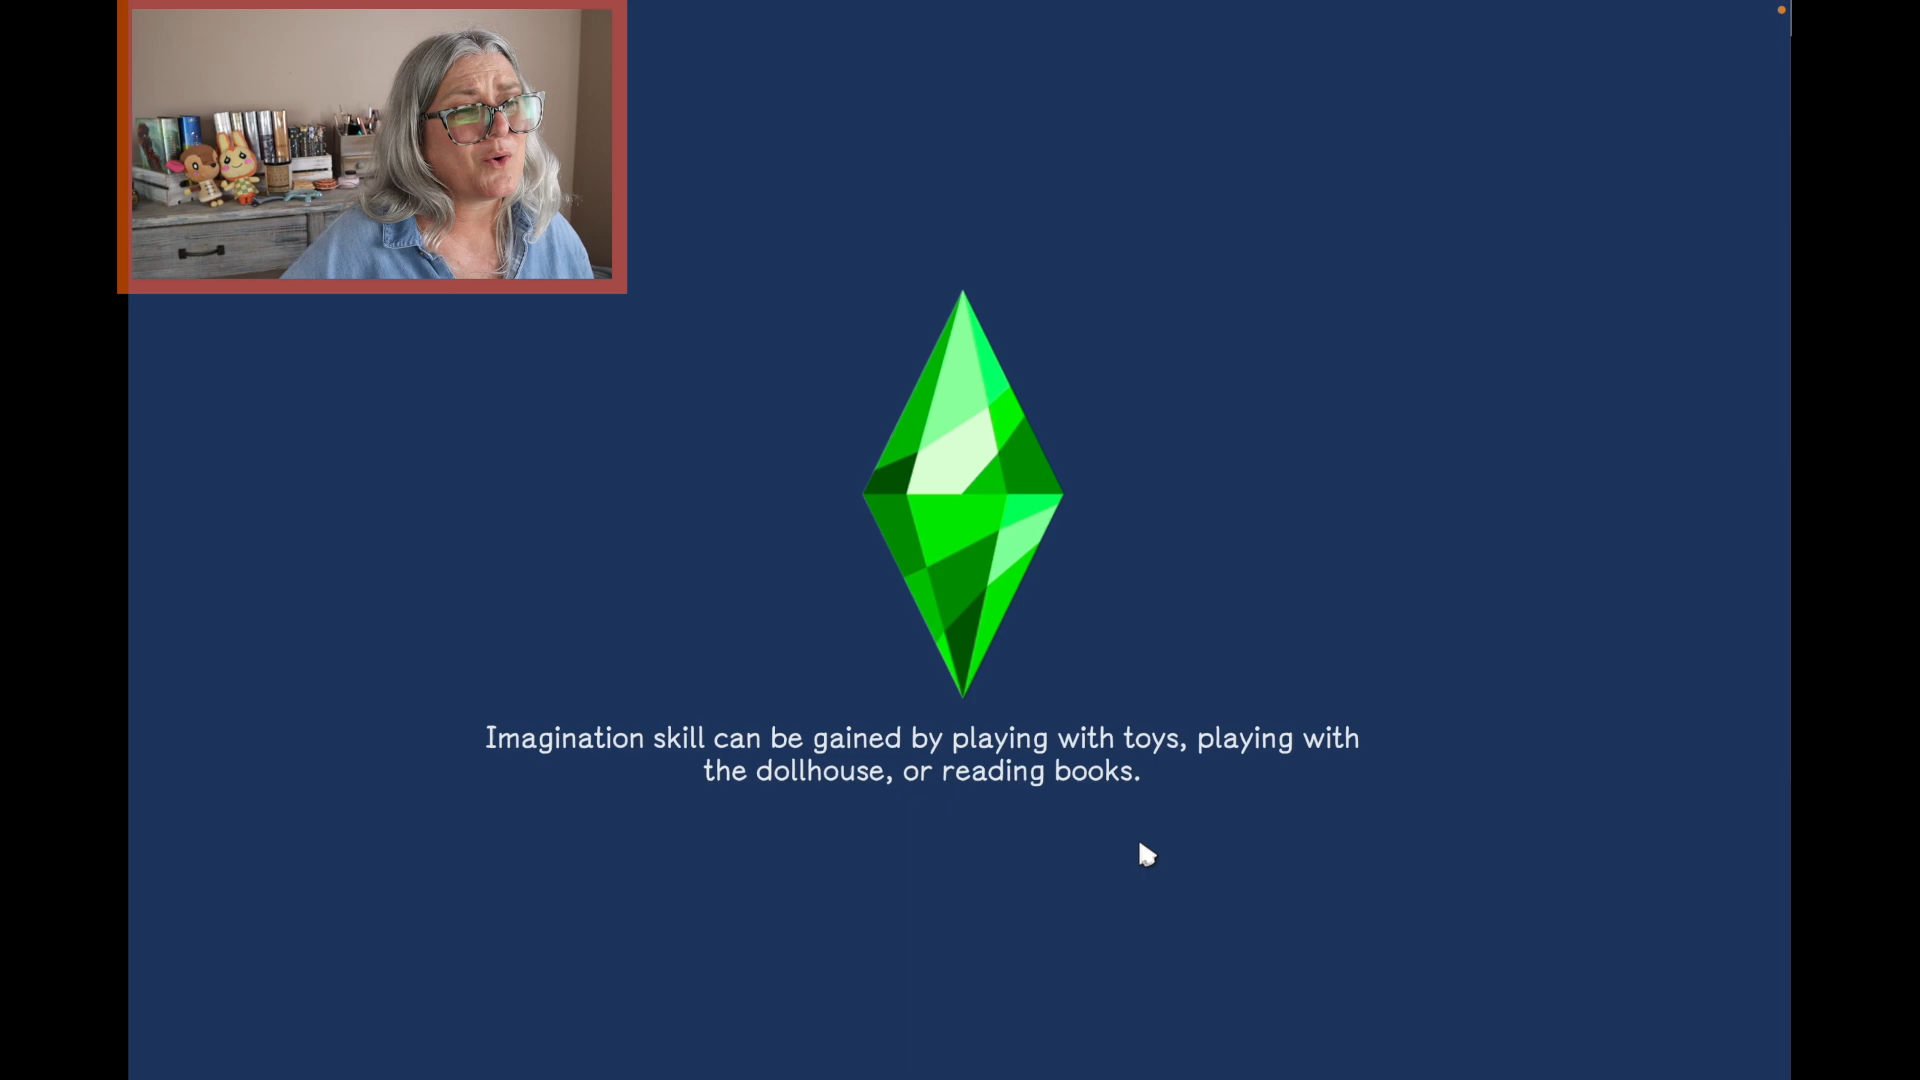 Imagination skill can be gained by playing with toys, playing with
the dollhouse, or reading books.